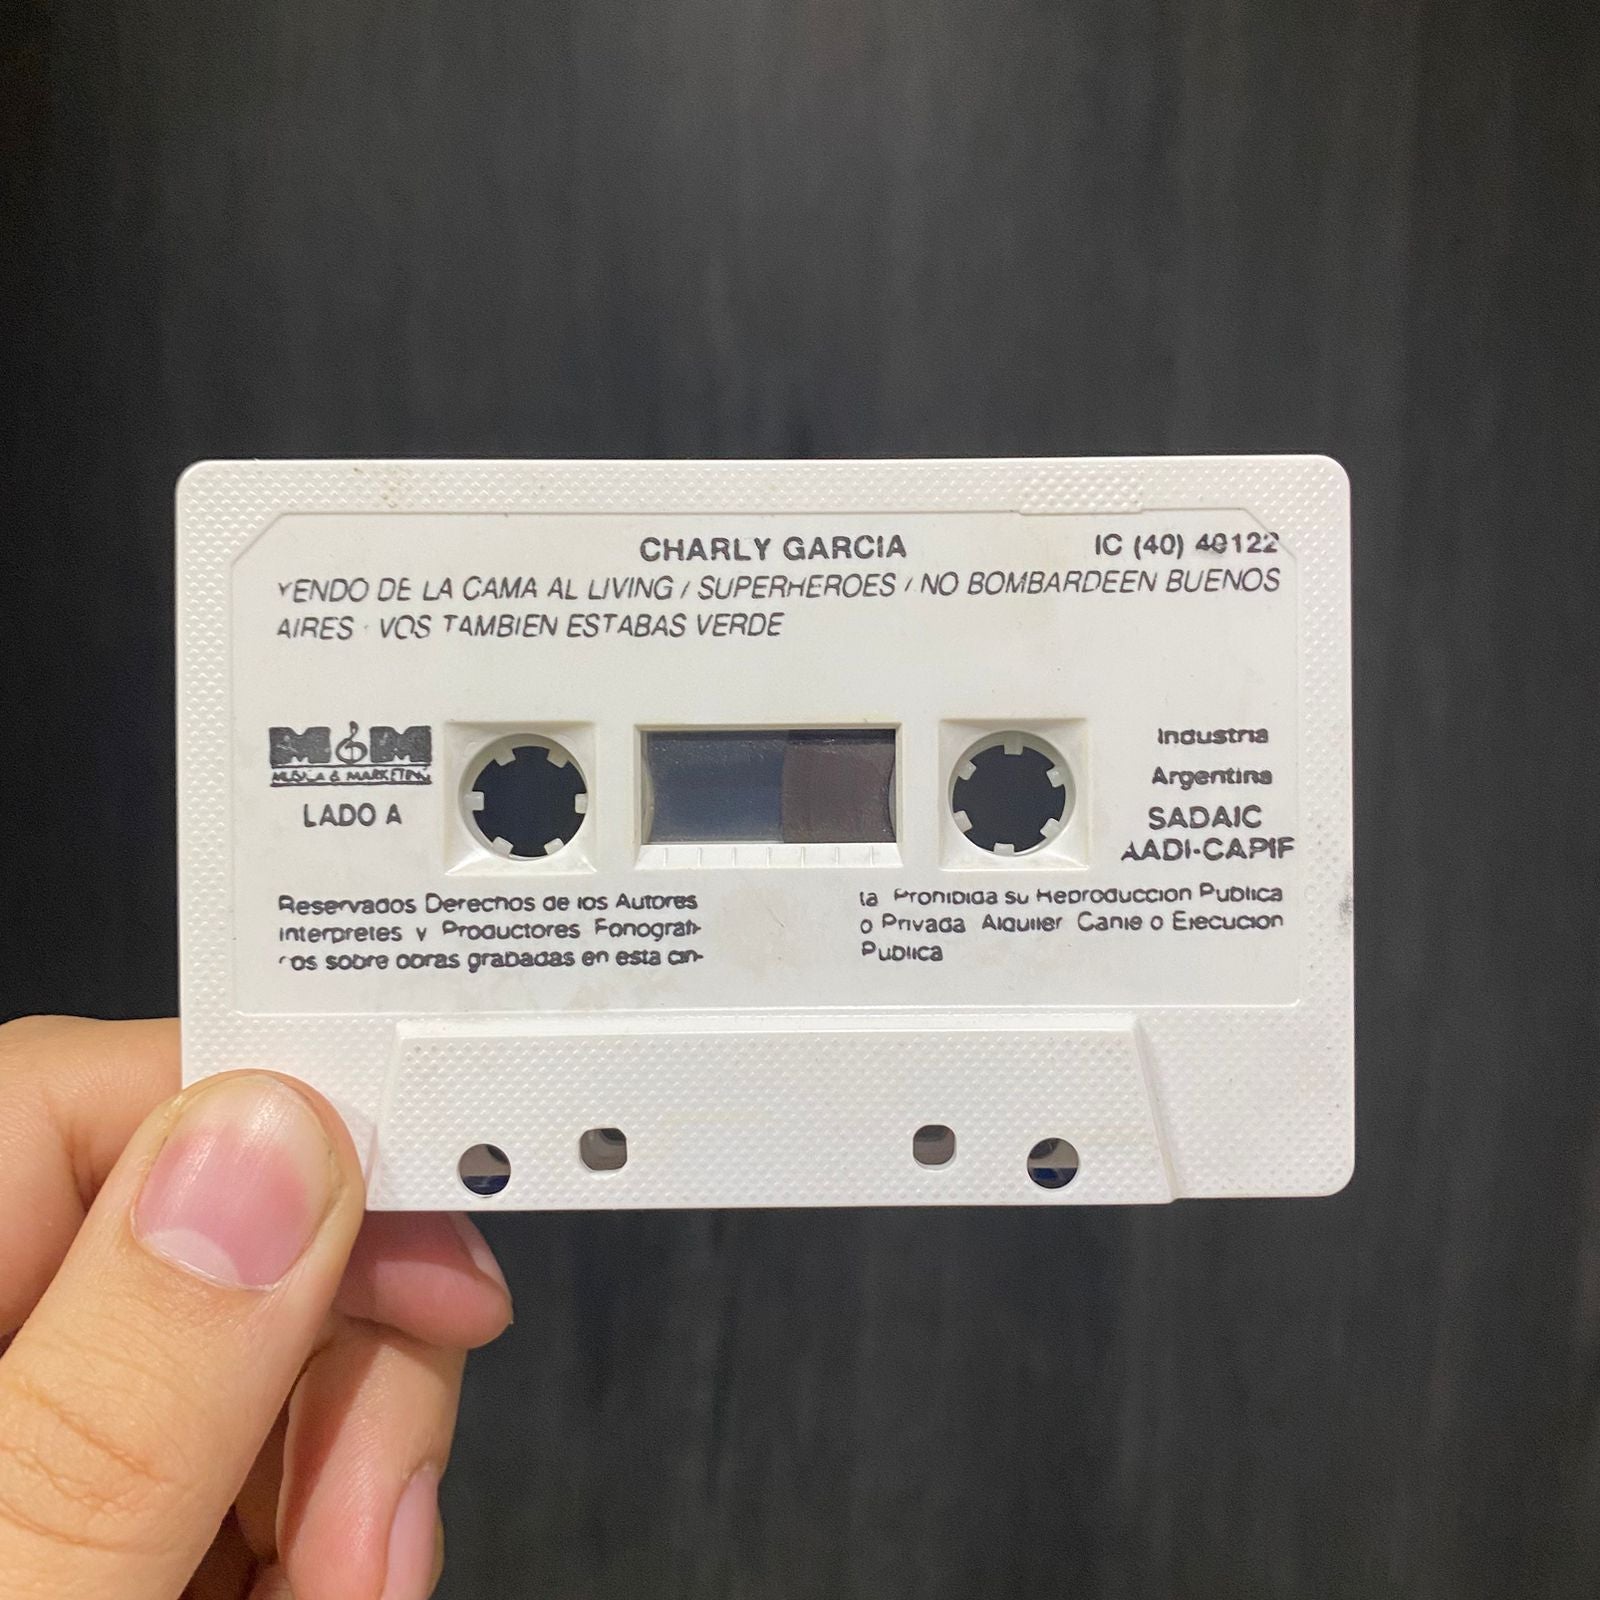 CHARLY GARCIA IC (40) 40122
YENDO DE LA CAMA AL LIVING / SUPERHEROES / NO BOMBARDEEN BUENOS
AIRES - VOS TAMBIEN ESTABAS VERDE
M&M
MUSICA & MARKETING
LADO A
Industria
Argentina
SADAIC
AADI-CAPIF
Reservados Derechos de los Autores
Interpretes y Productores Fonografi-
cos sobre obras grabadas en esta cin-
ta Prohibida su Reproduccion Publica
o Privada Alquiler Canje o Ejecucion
Publica